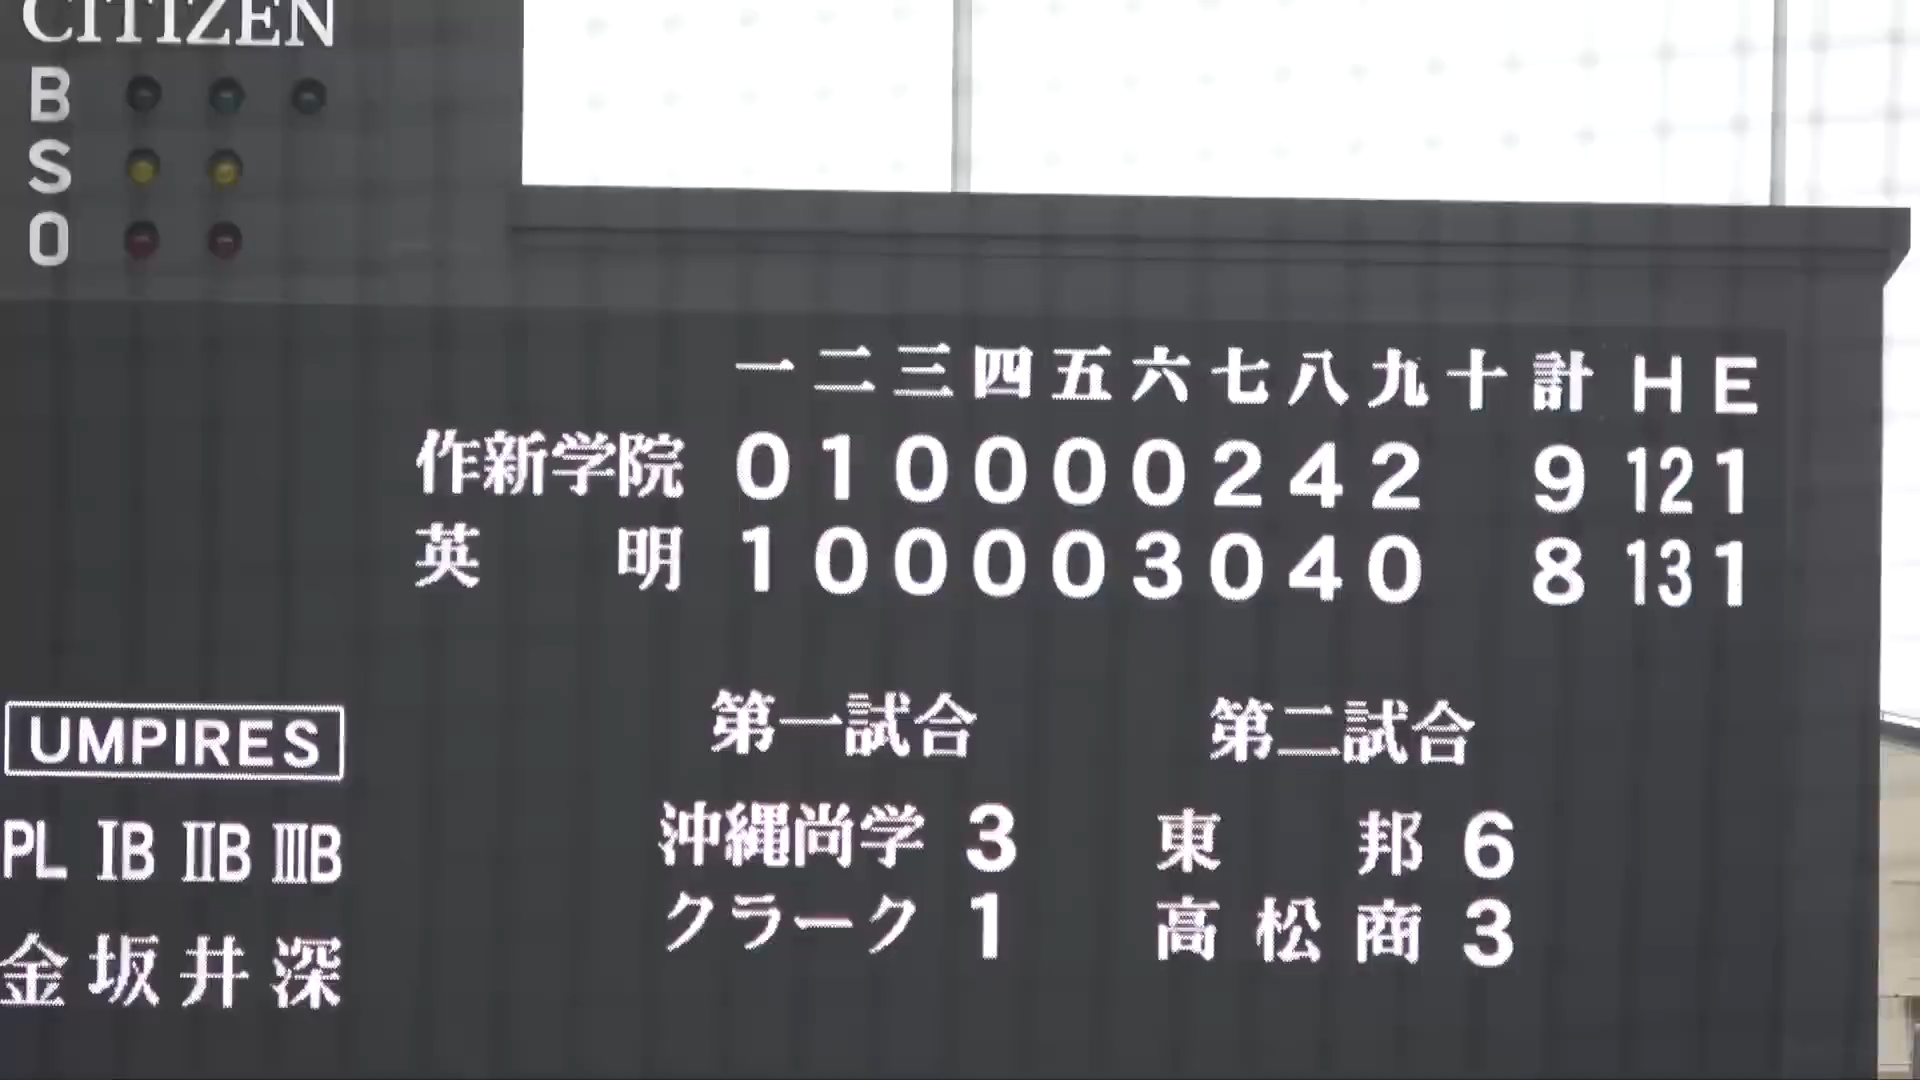 CITIZEN
B
S
O
一 二 三 四 五 六 七 八 九 十 計 H E
作新学院 0 1 0 0 0 0 2 4 2 9 12 1
英明 1 0 0 0 0 3 0 4 0 8 13 1
UMPIRES
PL ⅠB ⅡB ⅢB
金 坂 井 深
第一試合 第二試合
沖縄尚学 3 東邦 6
クラーク 1 高松商 3